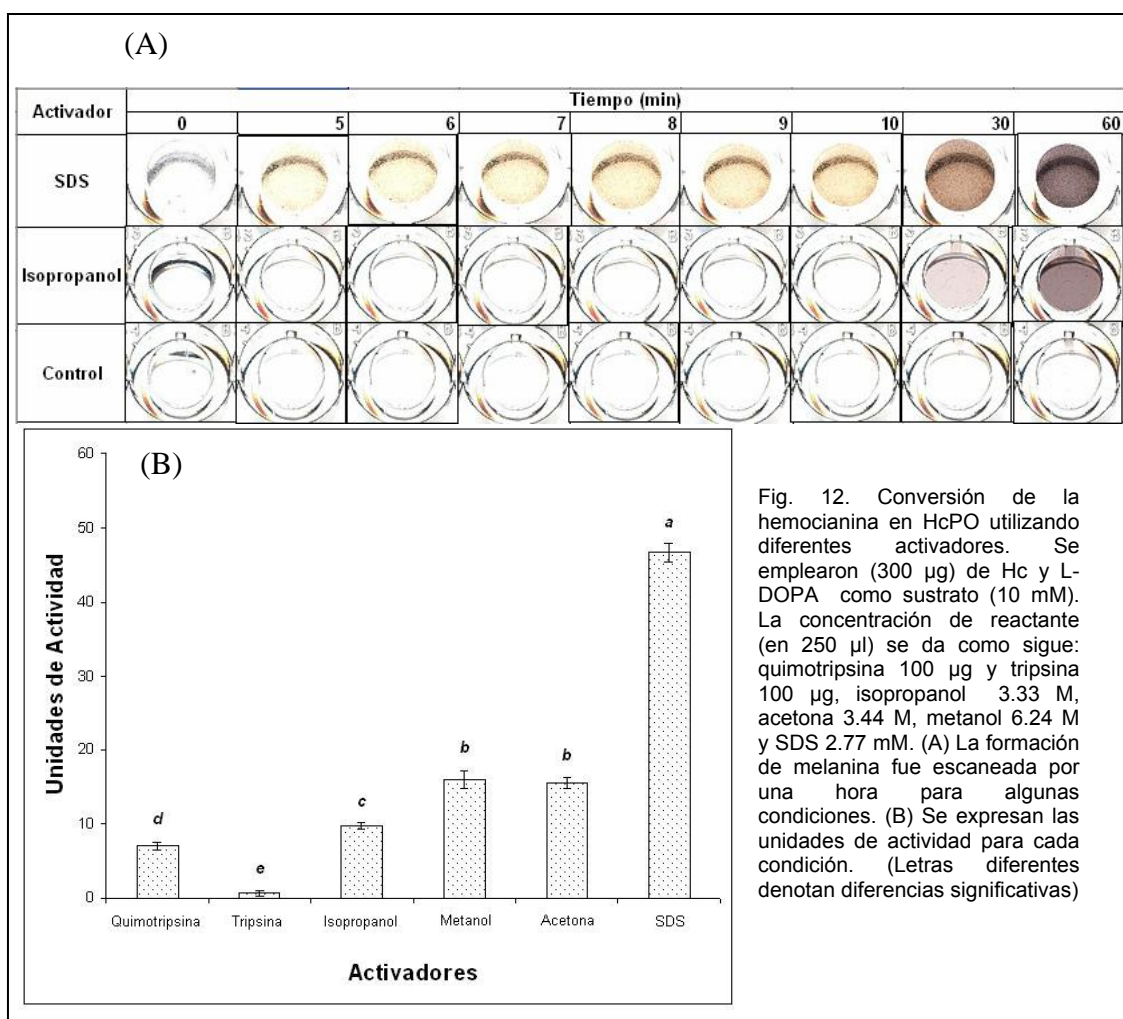 (A)
Activador
Tiempo (min)
0 5 6 7 8 9 10 30 60
SDS
Isopropanol
Control
(B)
Unidades de Actividad
60
50
40
30
20
10
0
d
e
c
b
b
a
Quimotripsina Tripsina Isopropanol Metanol Acetona SDS
Activadores
Fig. 12. Conversión de la
hemocianina en HcPO utilizando
diferentes activadores. Se
emplearon (300 µg) de Hc y L-
DOPA como sustrato (10 mM).
La concentración de reactante
(en 250 µl) se da como sigue:
quimotripsina 100 µg y tripsina
100 µg, isopropanol 3.33 M,
acetona 3.44 M, metanol 6.24 M
y SDS 2.77 mM. (A) La formación
de melanina fue escaneada por
una hora para algunas
condiciones. (B) Se expresan las
unidades de actividad para cada
condición. (Letras diferentes
denotan diferencias significativas)